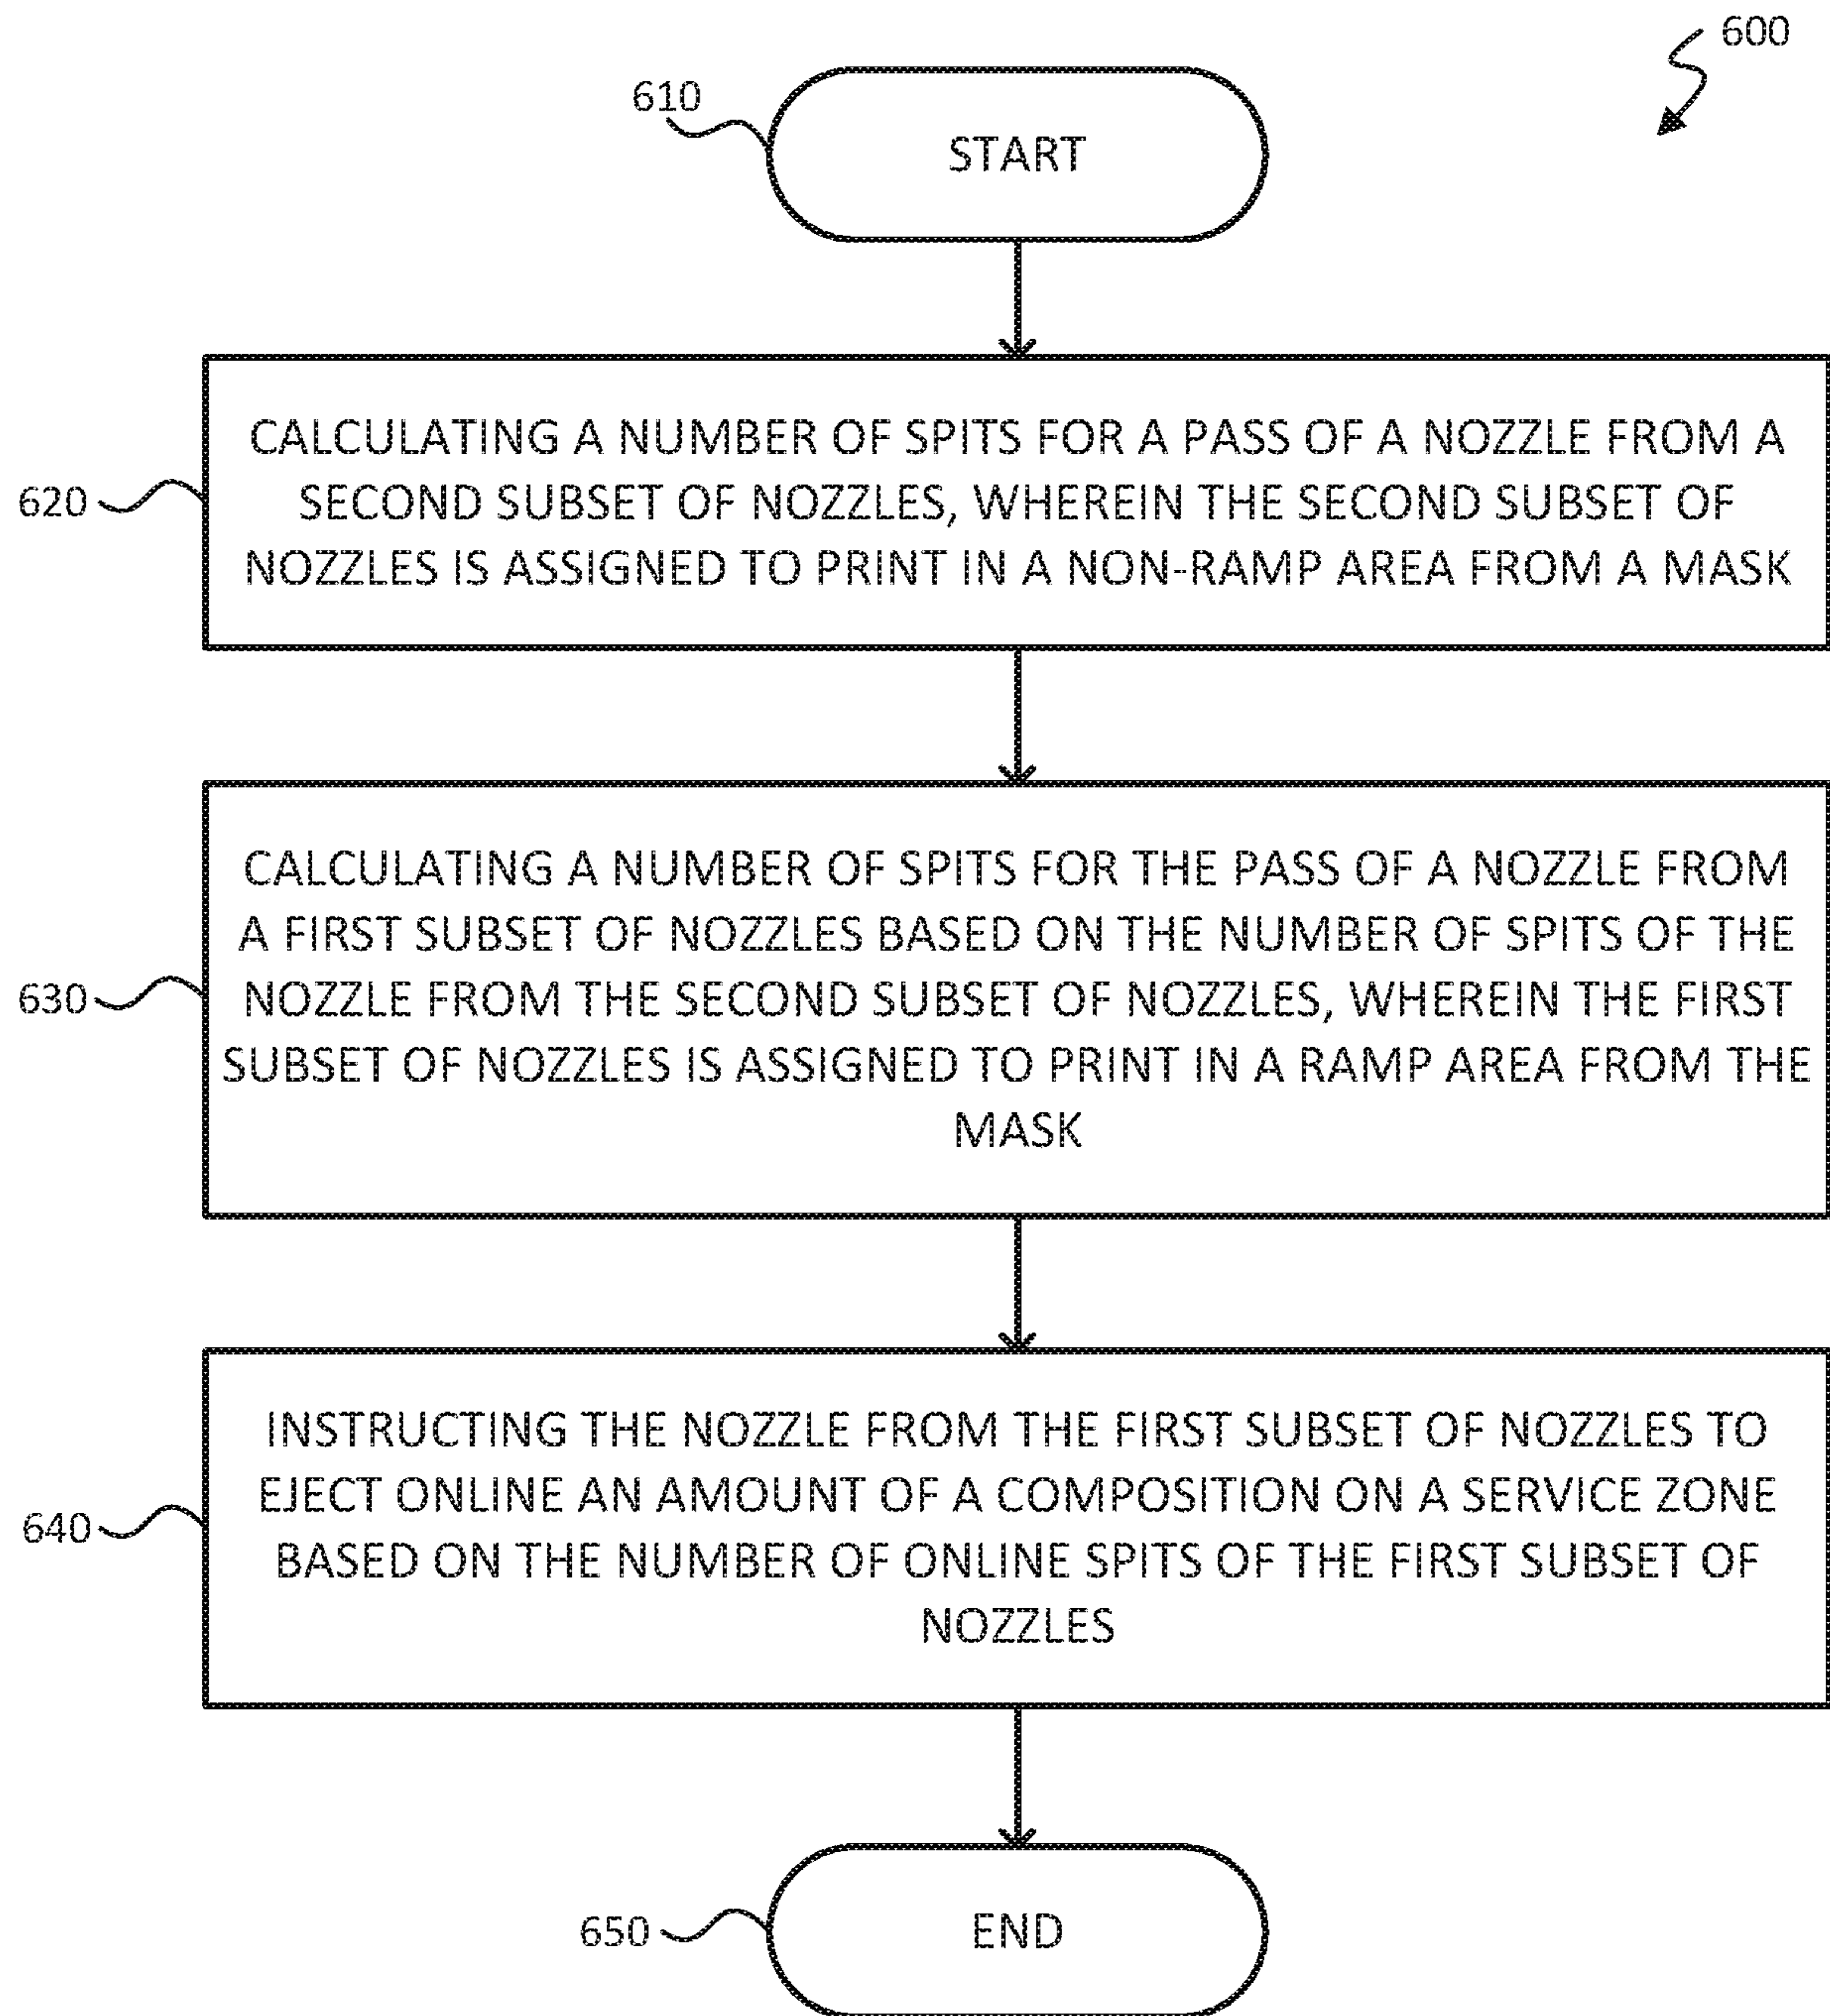 600
610
START
620
CALCULATING A NUMBER OF SPITS FOR A PASS OF A NOZZLE FROM A
SECOND SUBSET OF NOZZLES, WHEREIN THE SECOND SUBSET OF
NOZZLES IS ASSIGNED TO PRINT IN A NON-RAMP AREA FROM A MASK
630
CALCULATING A NUMBER OF SPITS FOR THE PASS OF A NOZZLE FROM
A FIRST SUBSET OF NOZZLES BASED ON THE NUMBER OF SPITS OF THE
NOZZLE FROM THE SECOND SUBSET OF NOZZLES, WHEREIN THE FIRST
SUBSET OF NOZZLES IS ASSIGNED TO PRINT IN A RAMP AREA FROM THE
MASK
640
INSTRUCTING THE NOZZLE FROM THE FIRST SUBSET OF NOZZLES TO
EJECT ONLINE AN AMOUNT OF A COMPOSITION ON A SERVICE ZONE
BASED ON THE NUMBER OF ONLINE SPITS OF THE FIRST SUBSET OF
NOZZLES
650
END